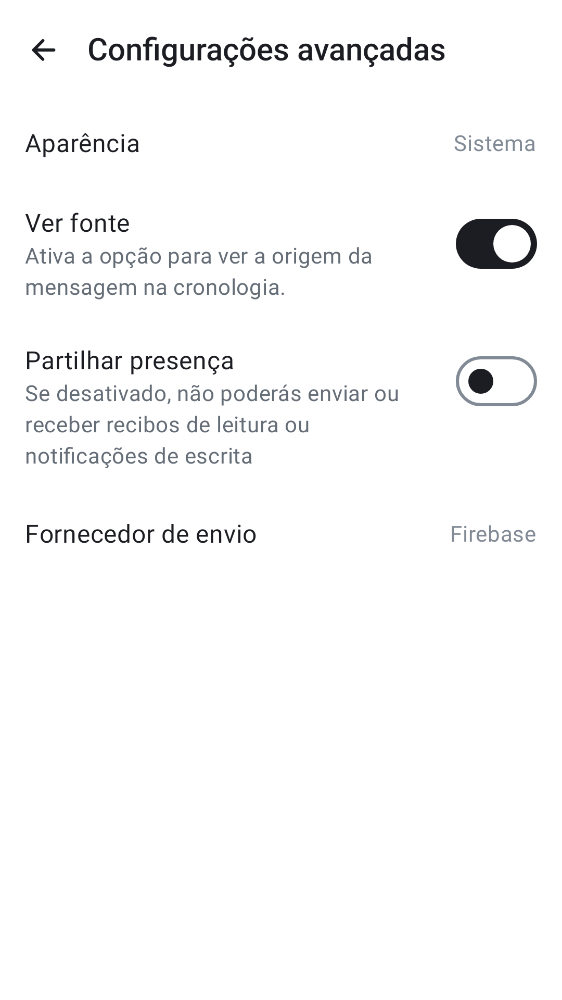 Configurações avançadas
Aparência
Sistema
Ver fonte
Ativa a opção para ver a origem da
mensagem na cronologia.
Partilhar presença
Se desativado, não poderás enviar ou
receber recibos de leitura ou
notificações de escrita
Fornecedor de envio
Firebase